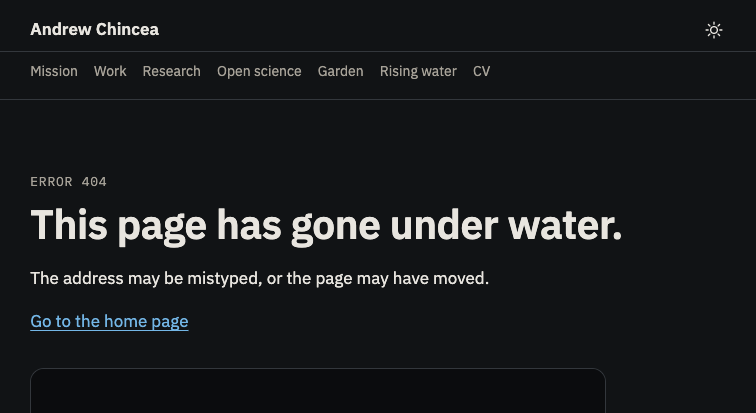 Andrew Chincea
Mission Work Research Open science Garden Rising water CV
ERROR 404
This page has gone under water.
The address may be mistyped, or the page may have moved.
Go to the home page